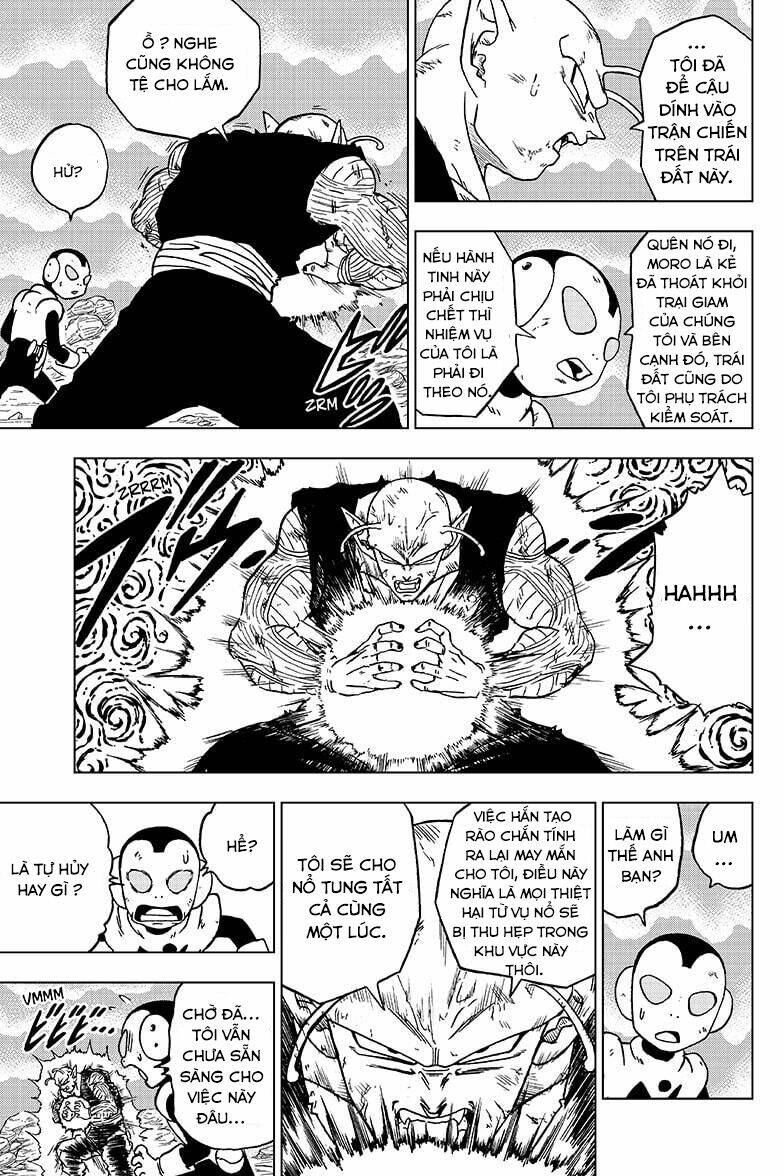 ...
TÔI ĐÃ
ĐỂ CẬU
DÍNH VÀO
TRẬN CHIẾN
TRÊN TRÁI
ĐẤT NÀY.
QUÊN NÓ ĐI,
MORO LÀ KẺ
ĐÃ THOÁT KHỎI
TRẠI GIAM
CỦA CHÚNG
TÔI VÀ BÊN
CẠNH ĐÓ, TRÁI
ĐẤT CŨNG DO
TÔI PHỤ TRÁCH
KIỂM SOÁT.
NẾU HÀNH
TINH NÀY
PHẢI CHỊU
CHẾT THÌ
NHIỆM VỤ
CỦA TÔI LÀ
PHẢI ĐI
THEO NÓ.
Ồ ? NGHE
CŨNG KHÔNG
TỆ CHO LẮM.
HỬ?
ZRM
HAHHH
...
ZRRRM
UM
...
LÀM GÌ
THẾ ANH
BẠN?
VIỆC HẮN TẠO
RÀO CHẮN TÍNH
RA LẠI MAY MẮN
CHO TÔI, ĐIỀU NÀY
NGHĨA LÀ MỌI THIỆT
HẠI TỪ VỤ NỔ SẼ
BỊ THU HẸP TRONG
KHU VỰC NÀY
THÔI.
TÔI SẼ CHO
NỔ TUNG TẤT
CẢ CÙNG
MỘT LÚC.
HỂ?
LÀ TỰ HỦY
HAY GÌ ?
CHỜ ĐÃ...
TÔI VẪN
CHƯA SẴN
SÀNG CHO
VIỆC NÀY
ĐÂU...
VMMM
ビビビ...